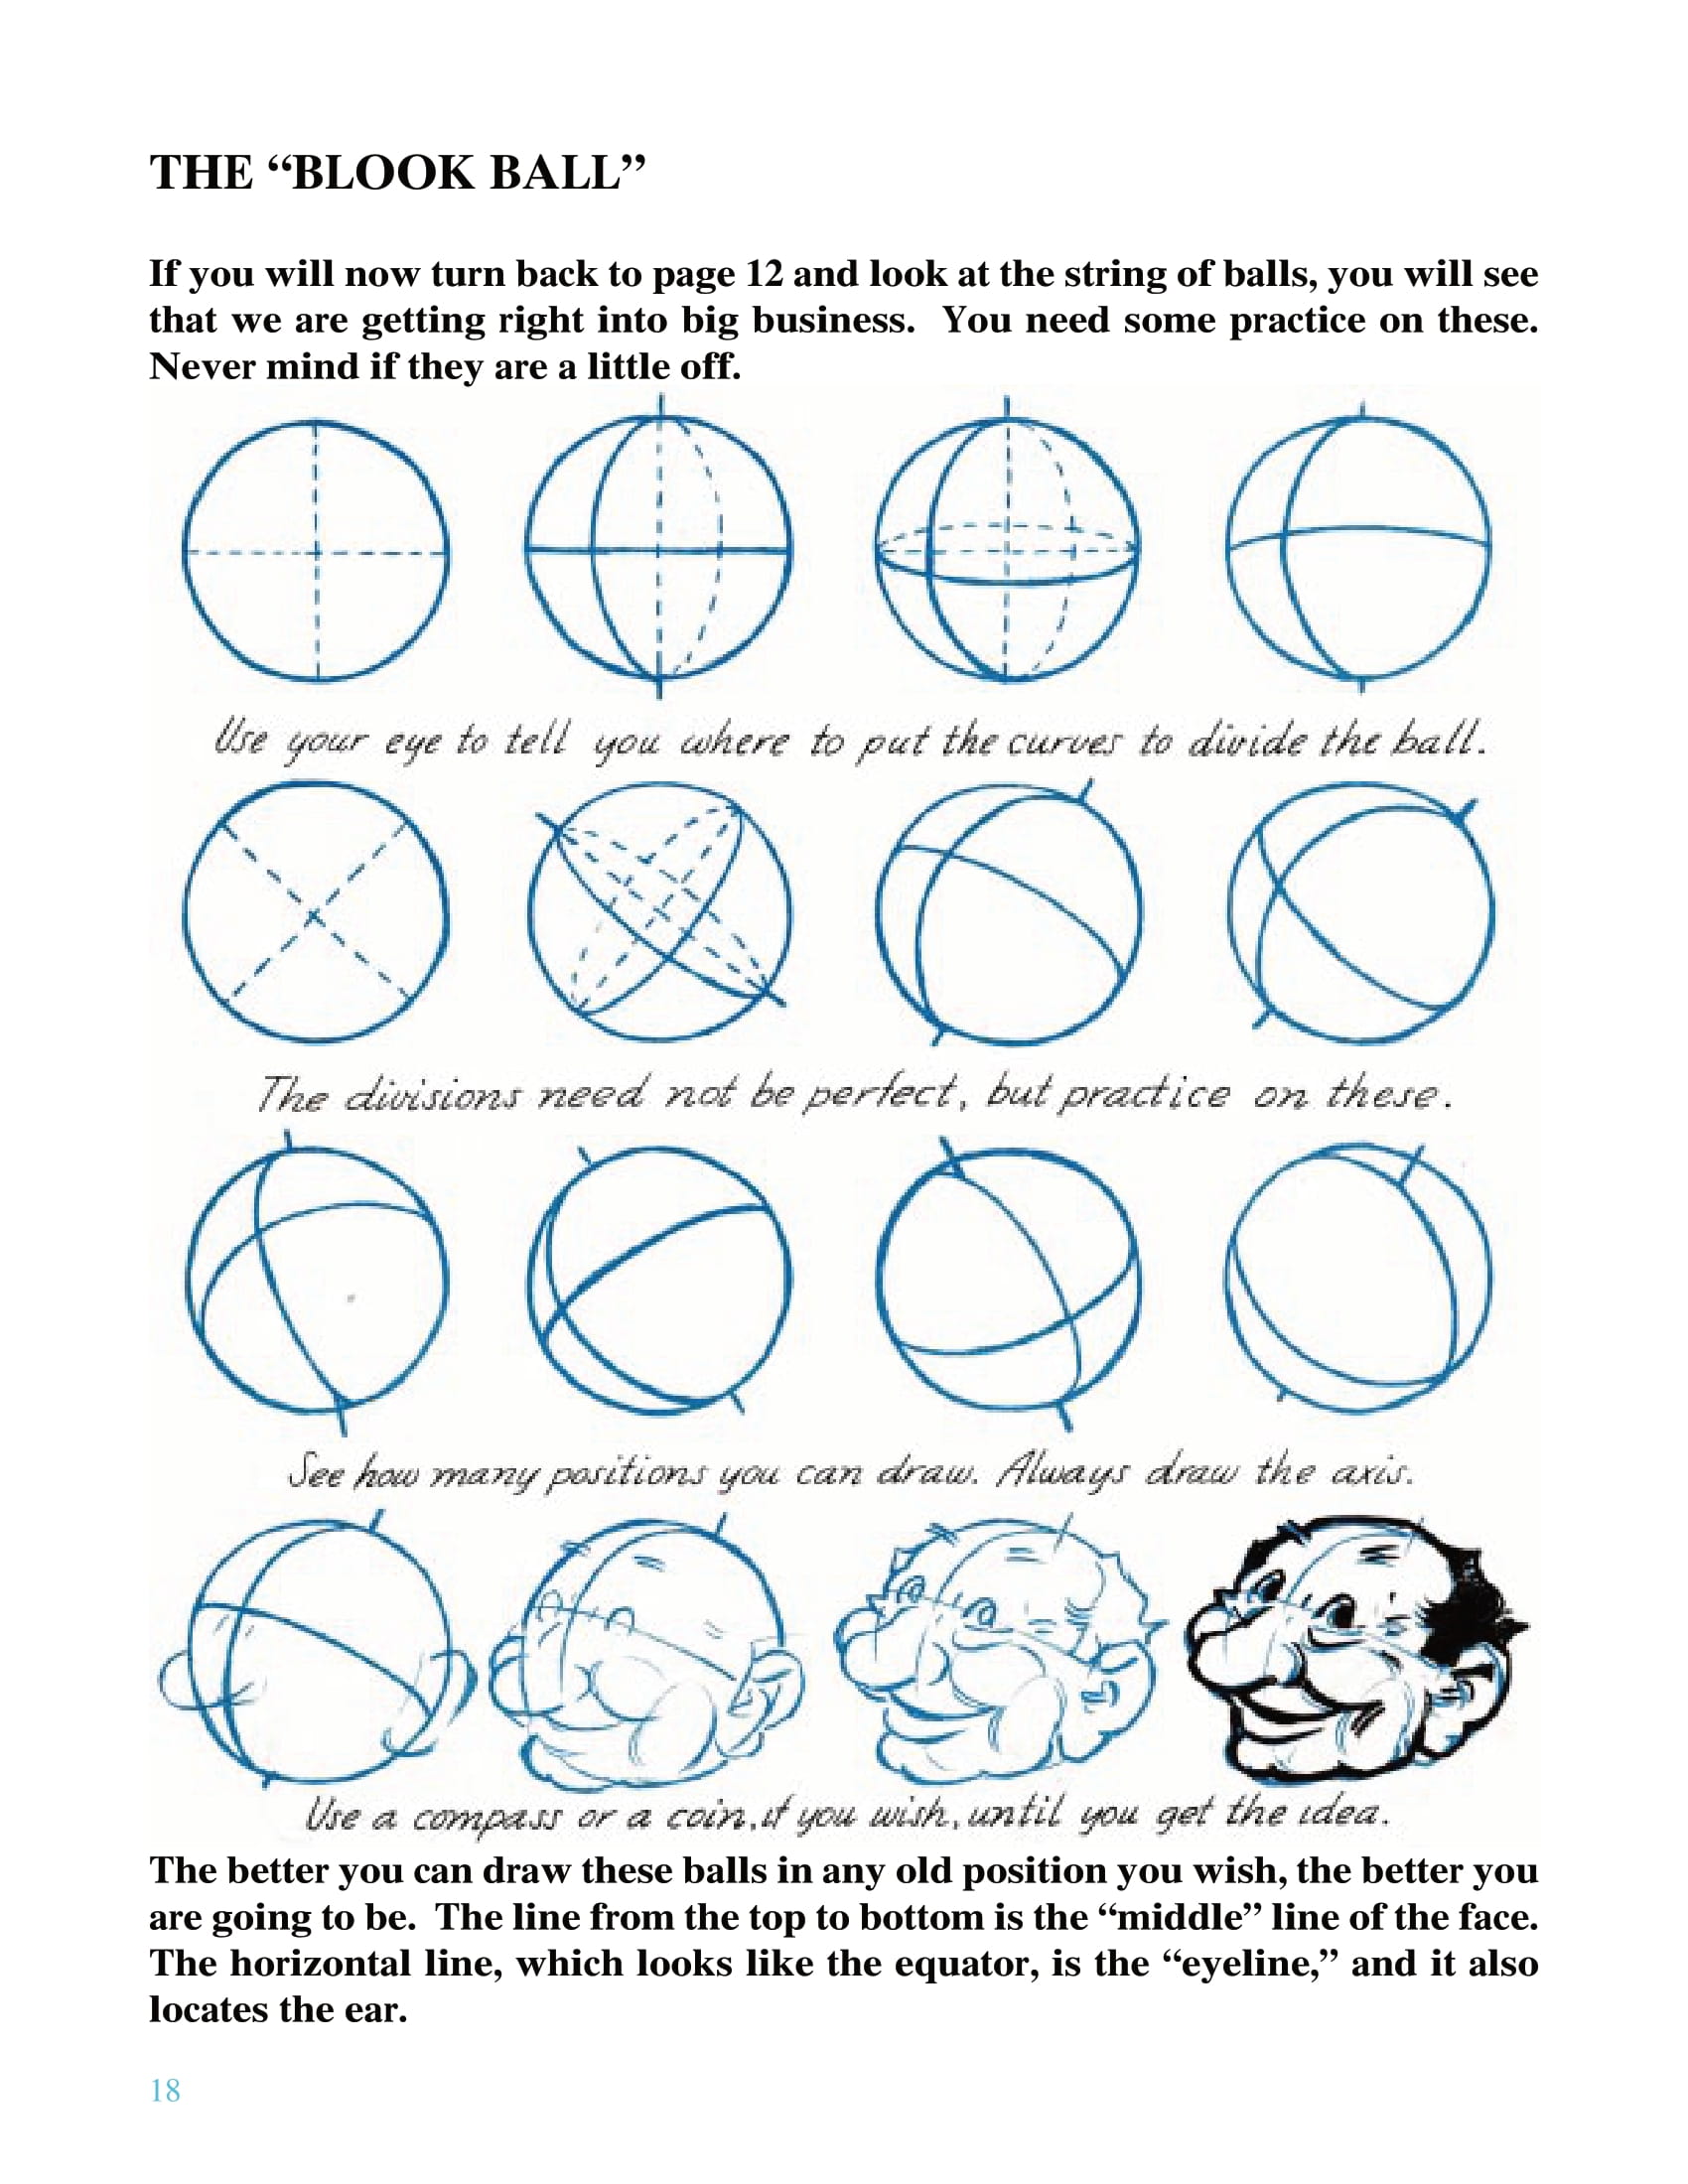 THE “BLOOK BALL”
If you will now turn back to page 12 and look at the string of balls, you will see
that we are getting right into big business.  You need some practice on these.
Never mind if they are a little off.
Use your eye to tell you where to put the curves to divide the ball.
The divisions need not be perfect, but practice on these.
See how many positions you can draw. Always draw the axis.
Use a compass or a coin, if you wish, until you get the idea.
The better you can draw these balls in any old position you wish, the better you
are going to be.  The line from the top to bottom is the “middle” line of the face.
The horizontal line, which looks like the equator, is the “eyeline,” and it also
locates the ear.
18